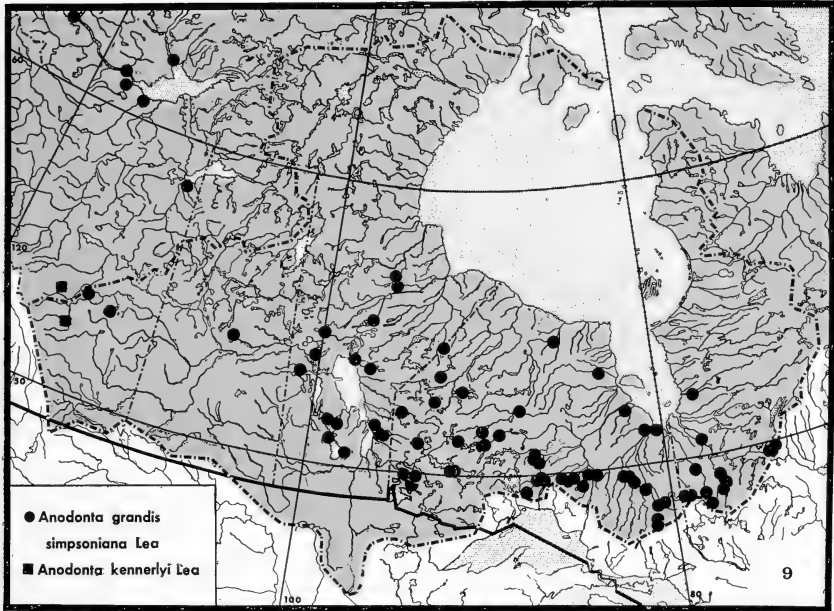 60
120
50
● Anodonta grandis
simpsoniana Lea
■ Anodonta kennerlyi Lea
100
80
9